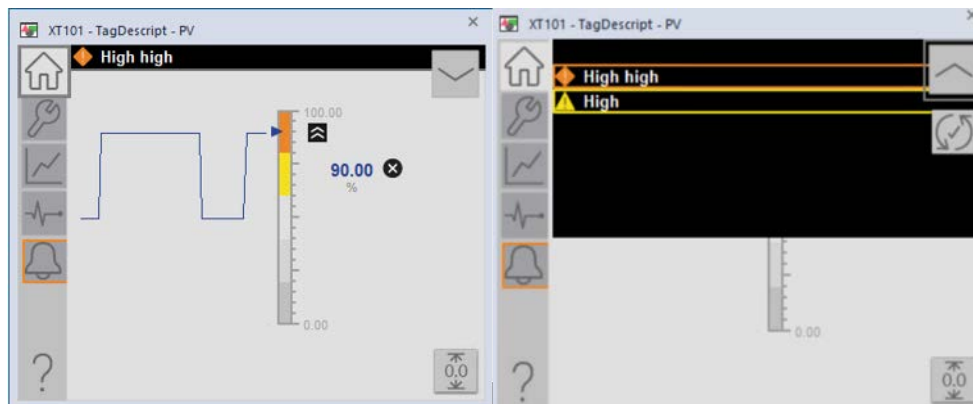 XT101 - TagDescript - PV
High high
100.00
90.00
%
0.00
?
0.0
XT101 - TagDescript - PV
High high
High
0.00
?
0.0